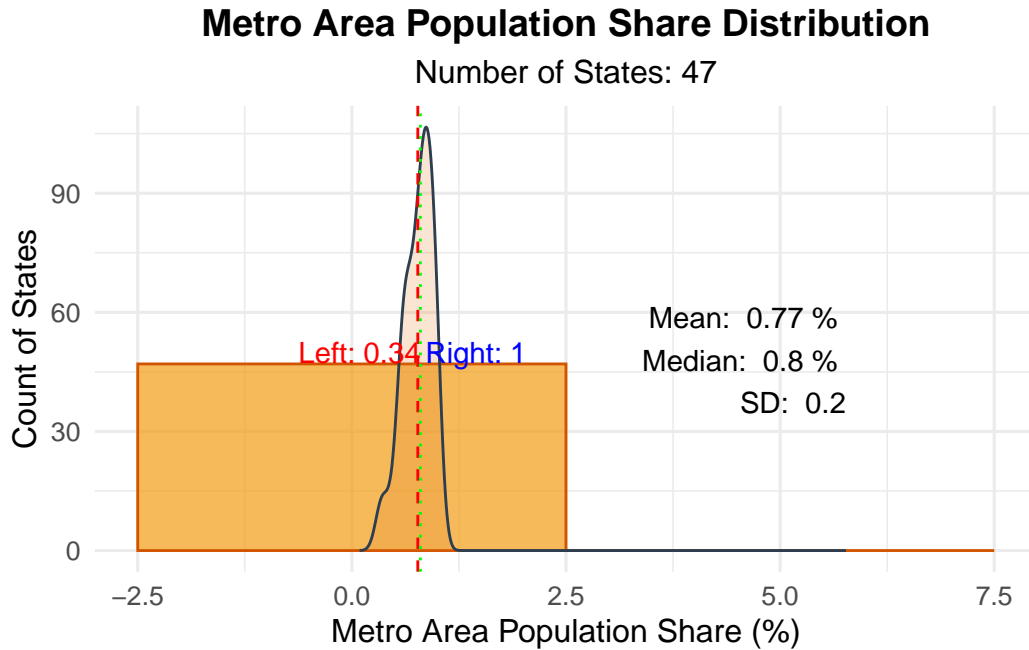 Metro Area Population Share Distribution
Number of States: 47
Count of States
90
60
30
0
Mean:  0.77 %
Median:  0.8 %
SD:  0.2
Left: 0.34
Right: 1
−2.5
0.0
2.5
5.0
7.5
Metro Area Population Share (%)